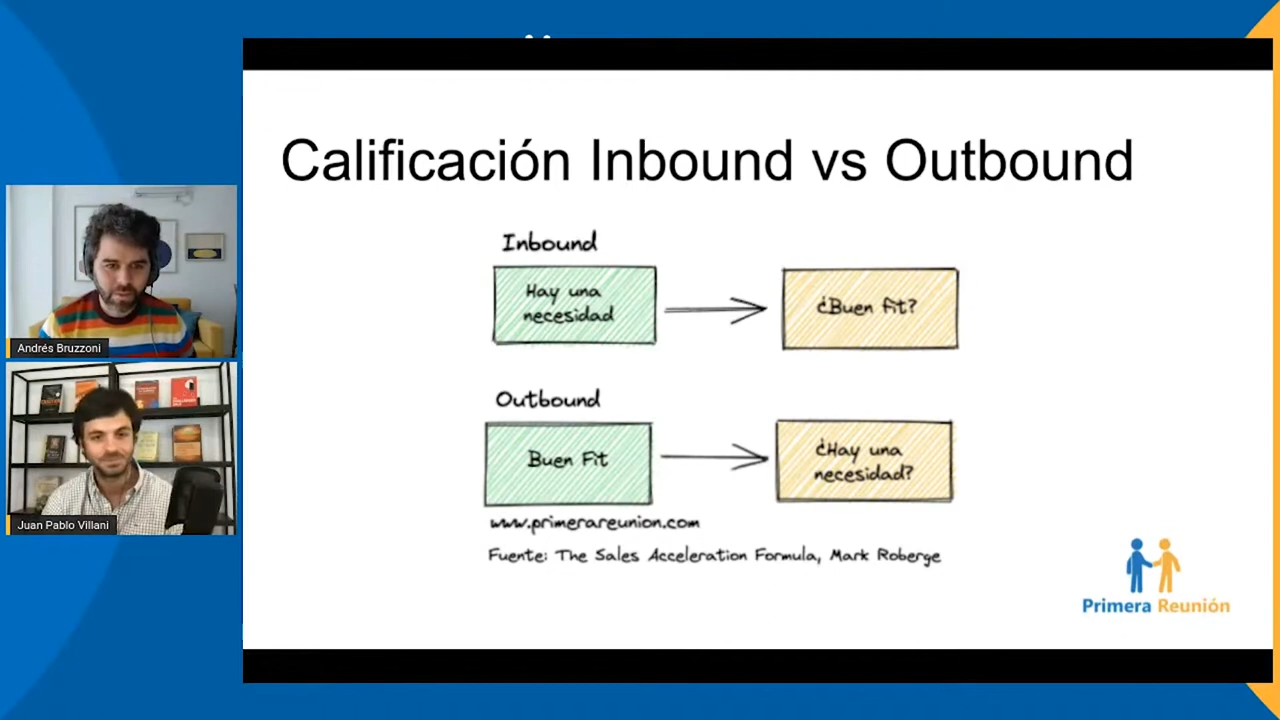 Calificación Inbound vs Outbound
Inbound
Hay una
necesidad
¿Buen fit?
Outbound
Buen Fit
¿Hay una
necesidad?
www.primerareunion.com
Fuente: The Sales Acceleration Formula, Mark Roberge
Primera Reunión
Andrés Bruzzoni
Juan Pablo Villani